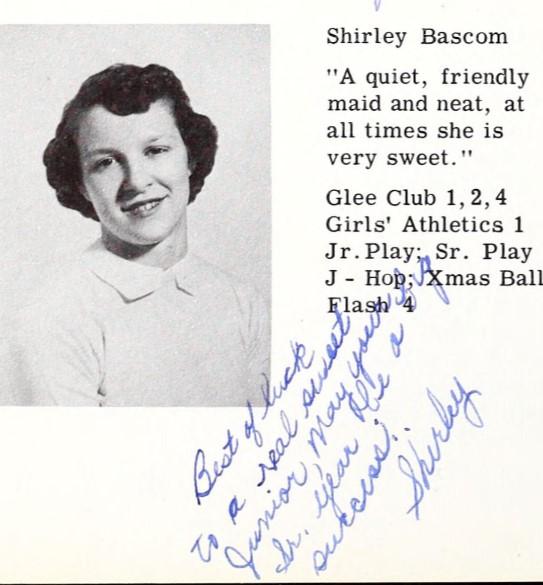 Shirley Bascom
"A quiet, friendly
maid and neat, at
all times she is
very sweet."
Glee Club 1,2,4
Girls' Athletics 1
Jr. Play; Sr. Play
J - Hop; Xmas Ball
Flash 4
Best of luck
to a real sweet
Junior May your big
Sr. year be a
success!.
Shirley